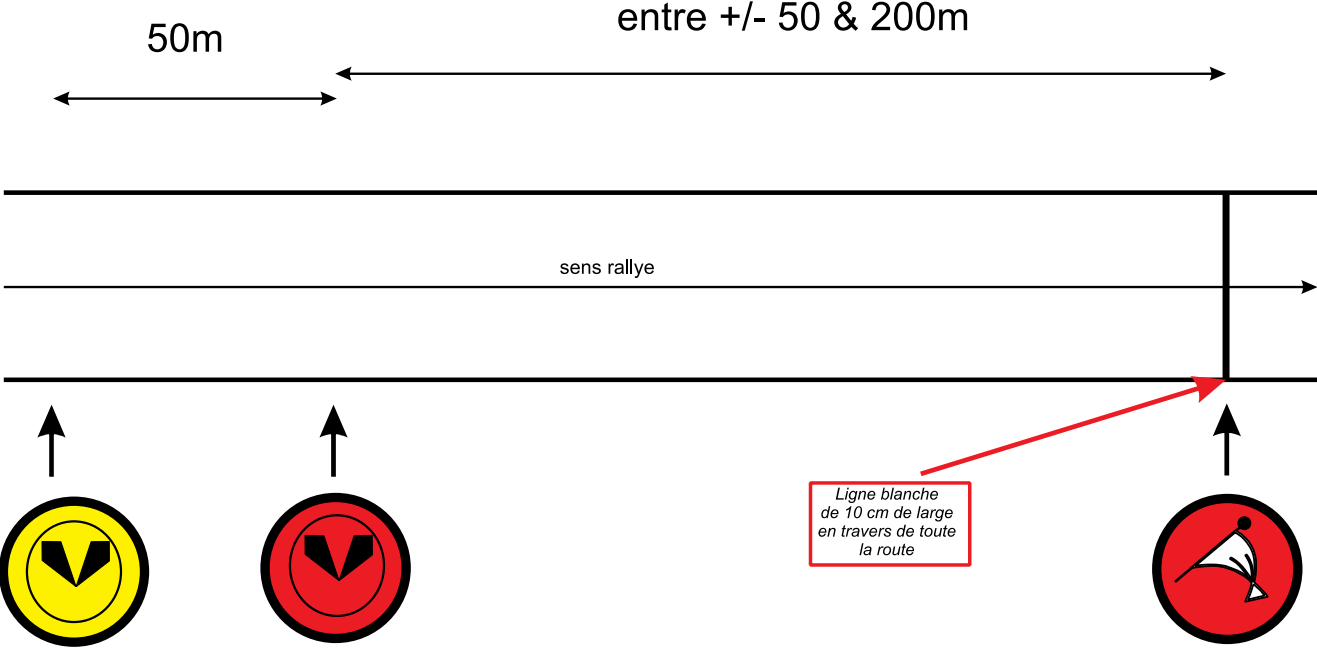 entre +/- 50 & 200m
50m
sens rallye
Ligne blanche
de 10 cm de large
en travers de toute
la route